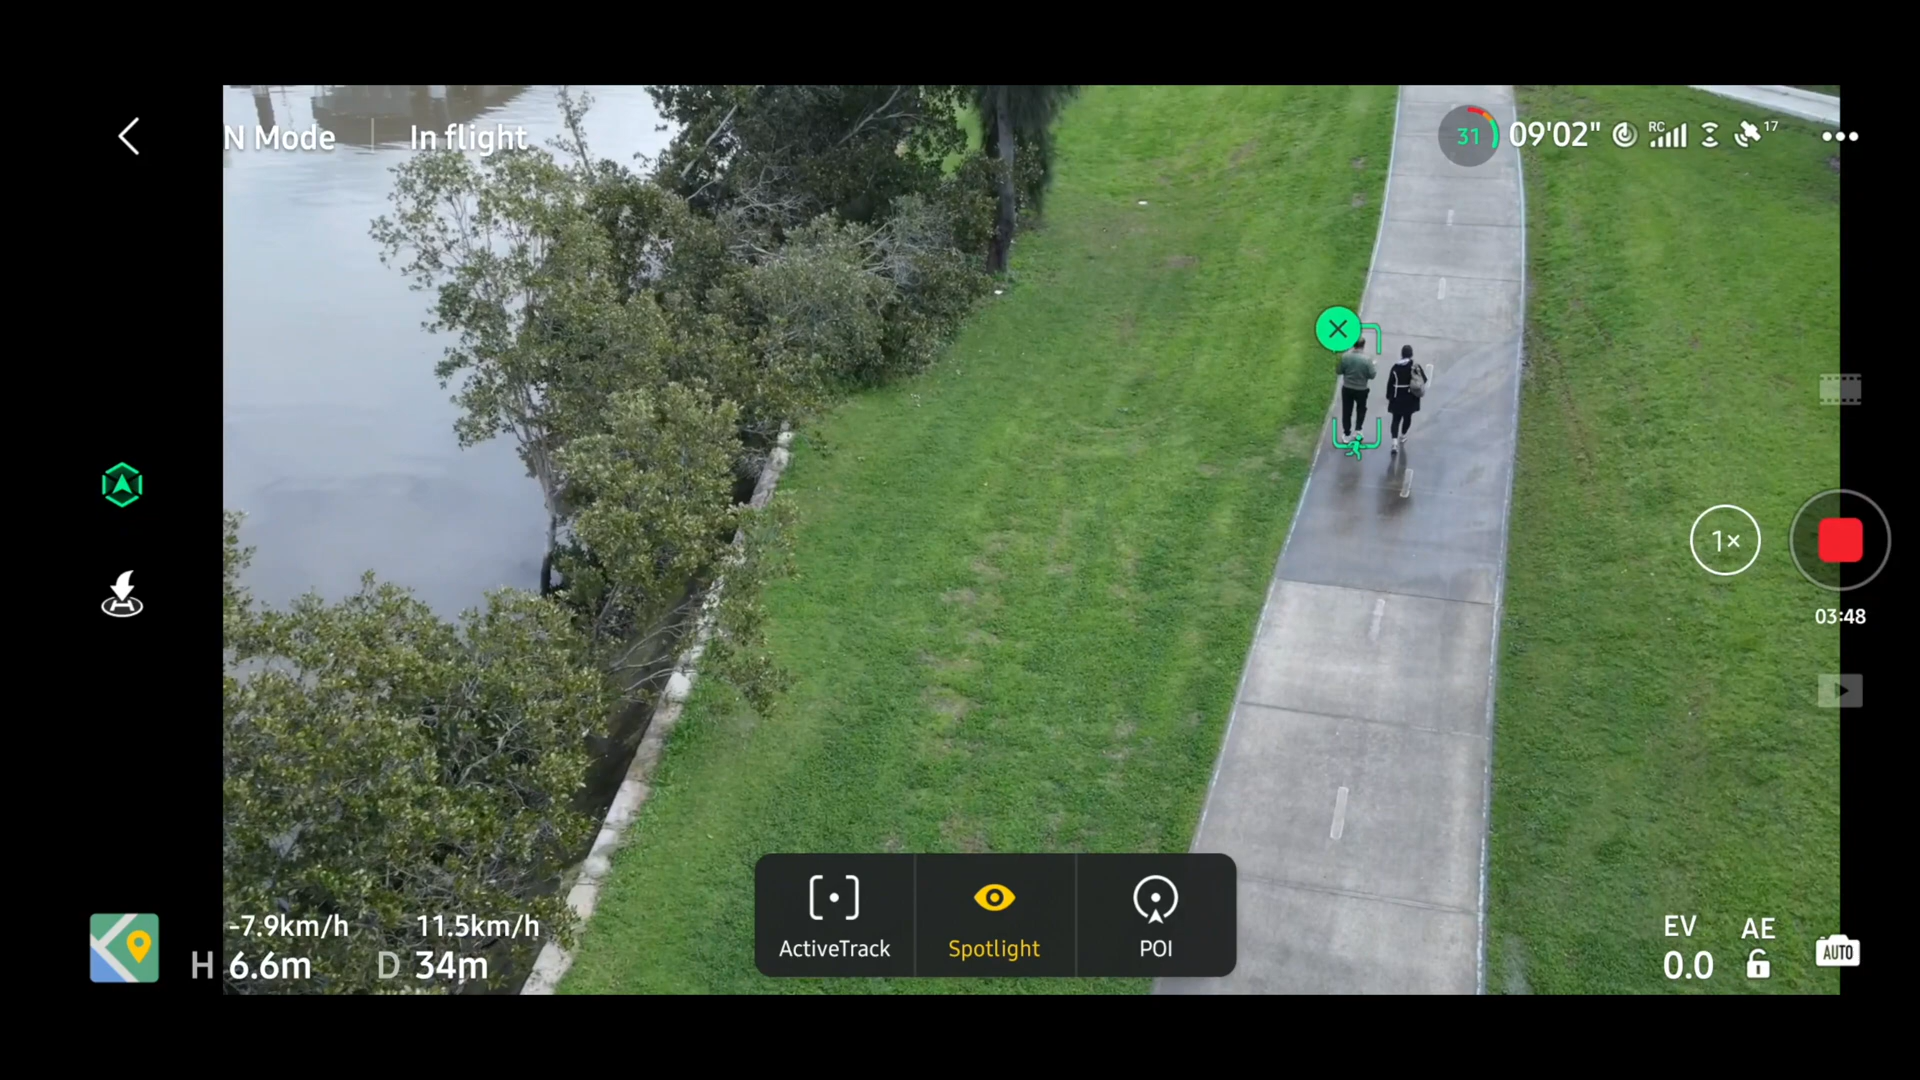 N Mode In flight
31 09'02" RC 17
1×
03:48
-7.9km/h 11.5km/h
H 6.6m D 34m
ActiveTrack Spotlight POI
EV AE
0.0
AUTO